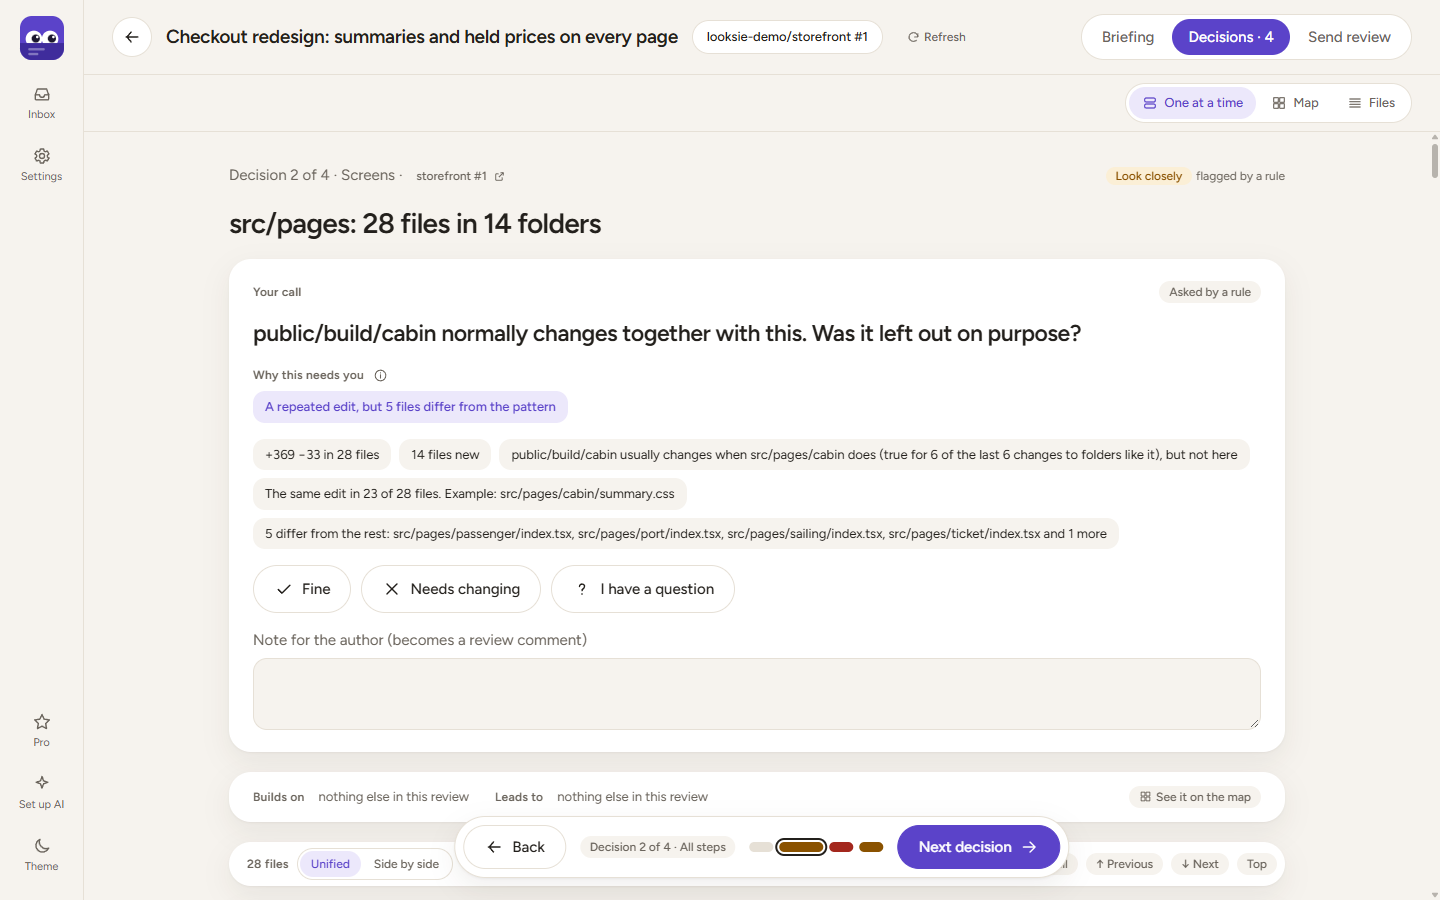 Checkout redesign: summaries and held prices on every page
looksie-demo/storefront #1
Refresh
Briefing
Decisions · 4
Send review
Inbox
Settings
One at a time
Map
Files
Decision 2 of 4 · Screens ·
storefront #1
Look closely
flagged by a rule
src/pages: 28 files in 14 folders
Your call
Asked by a rule
public/build/cabin normally changes together with this. Was it left out on purpose?
Why this needs you
A repeated edit, but 5 files differ from the pattern
+369 −33 in 28 files
14 files new
public/build/cabin usually changes when src/pages/cabin does (true for 6 of the last 6 changes to folders like it), but not here
The same edit in 23 of 28 files. Example: src/pages/cabin/summary.css
5 differ from the rest: src/pages/passenger/index.tsx, src/pages/port/index.tsx, src/pages/sailing/index.tsx, src/pages/ticket/index.tsx and 1 more
Fine
Needs changing
? I have a question
Note for the author (becomes a review comment)
Pro
Set up AI
Theme
Builds on
nothing else in this review
Leads to
nothing else in this review
See it on the map
28 files
Unified
Side by side
Back
Decision 2 of 4 · All steps
Next decision
↑ Previous
↓ Next
Top